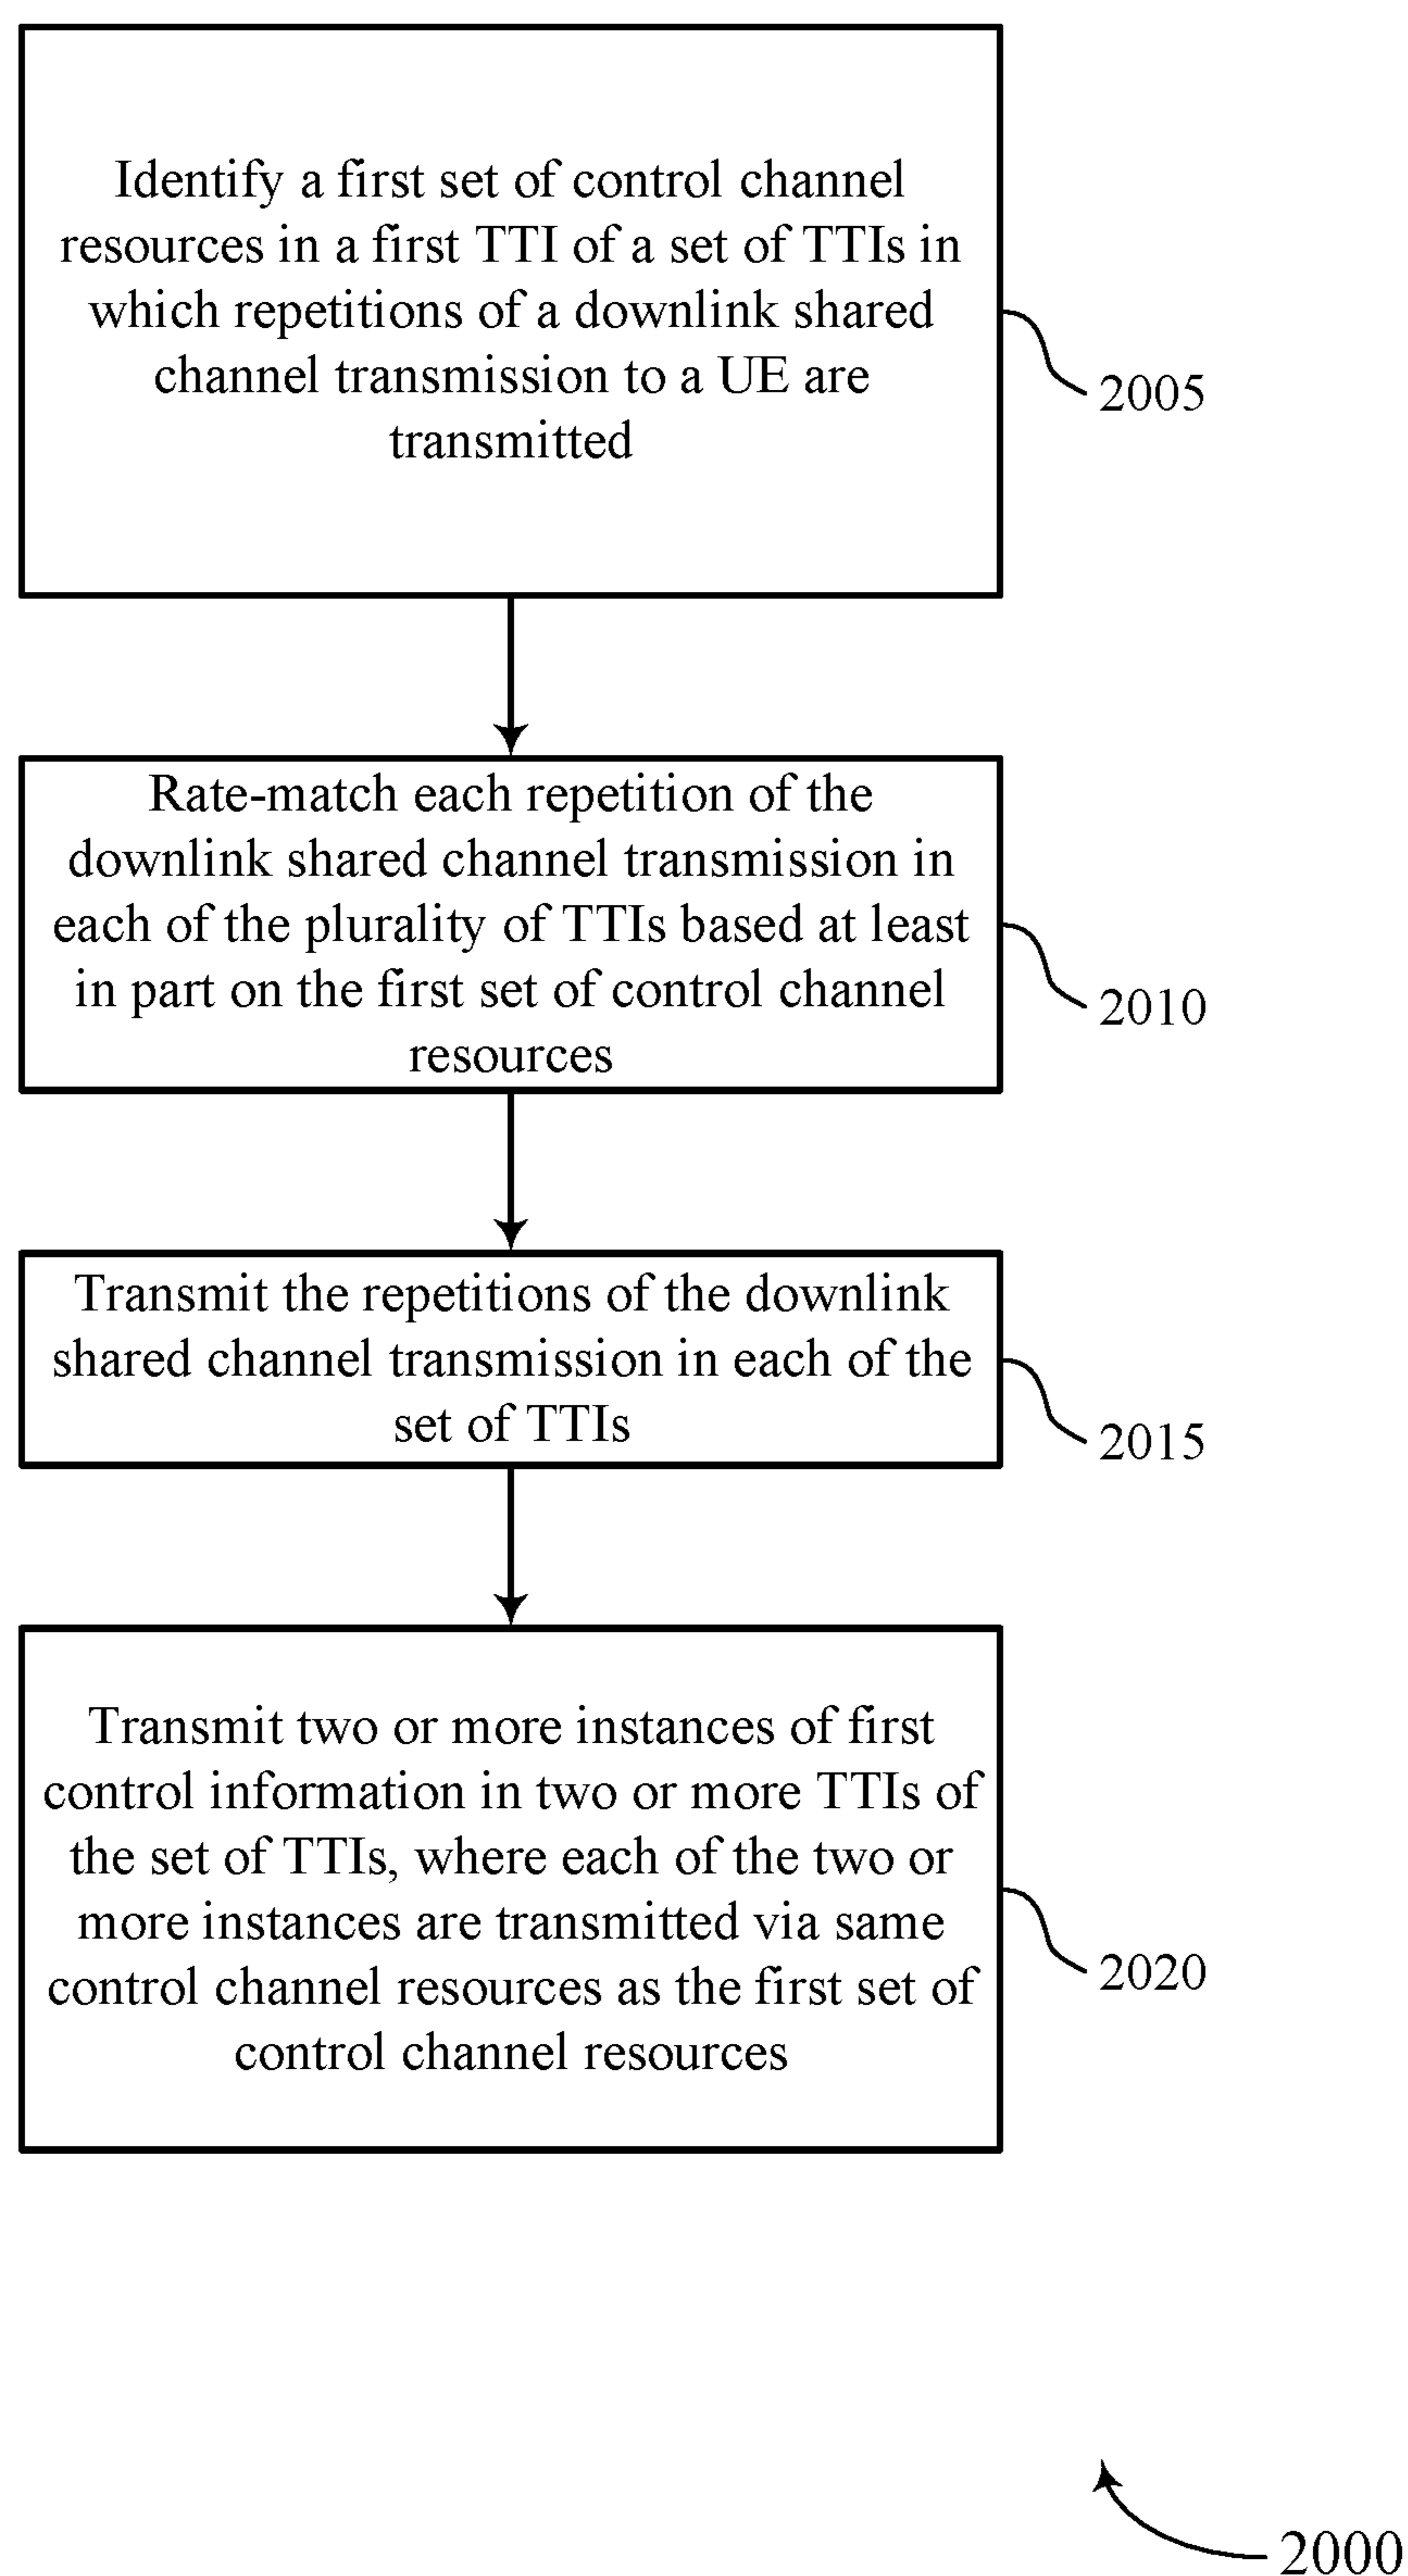 Identify a first set of control channel
resources in a first TTI of a set of TTIs in
which repetitions of a downlink shared
channel transmission to a UE are
transmitted
2005
Rate-match each repetition of the
downlink shared channel transmission in
each of the plurality of TTIs based at least
in part on the first set of control channel
resources
2010
Transmit the repetitions of the downlink
shared channel transmission in each of the
set of TTIs
2015
Transmit two or more instances of first
control information in two or more TTIs of
the set of TTIs, where each of the two or
more instances are transmitted via same
control channel resources as the first set of
control channel resources
2020
2000